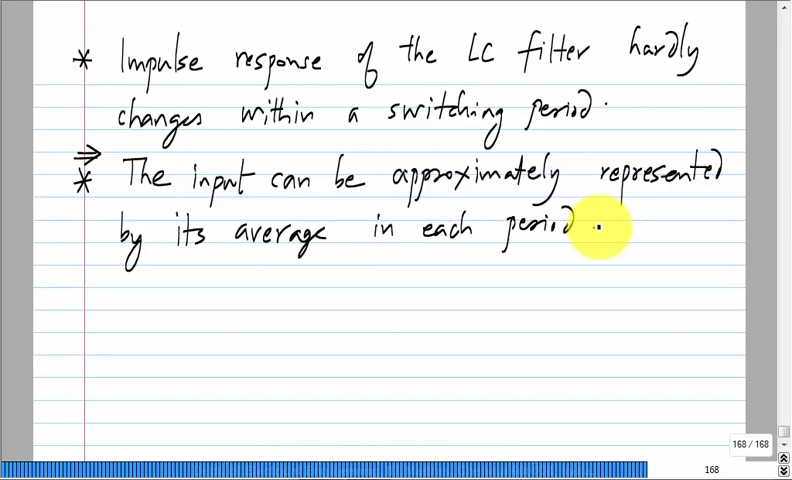 * Impulse response of the LC filter hardly
changes within a switching period.
⇒
* The input can be approximately represented
by its average in each period.
168 / 168
168